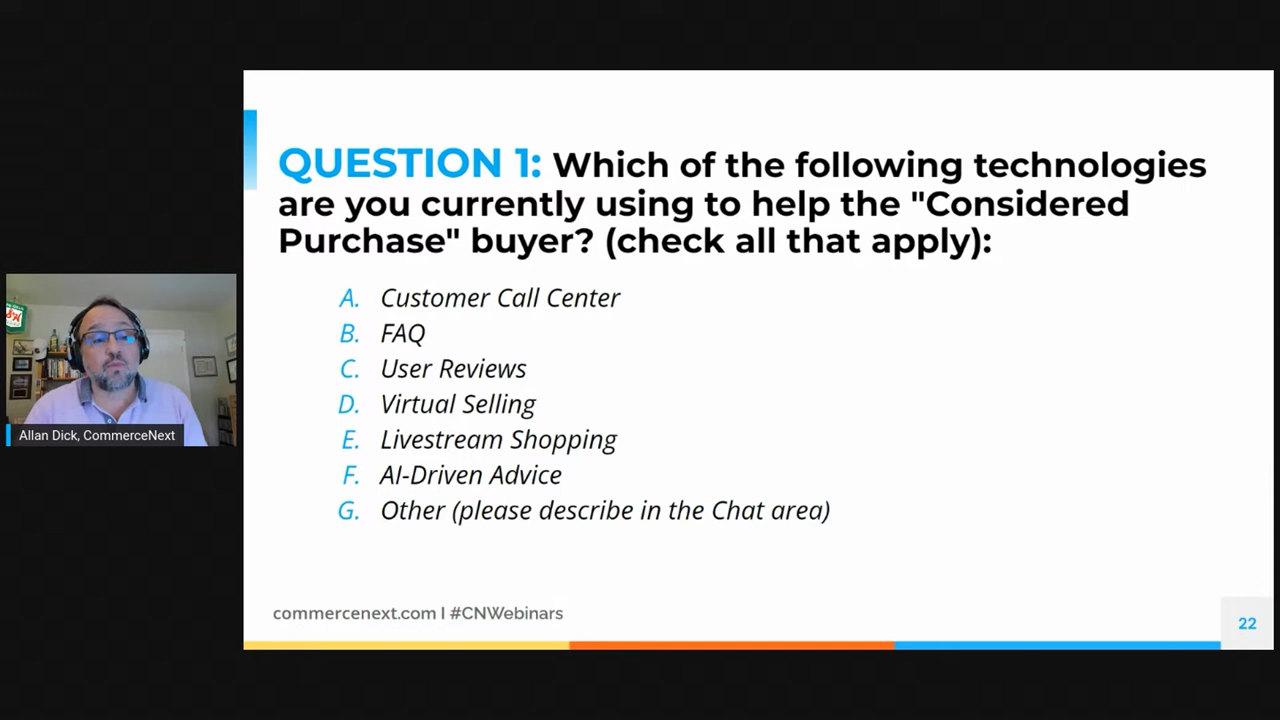 QUESTION 1: Which of the following technologies
are you currently using to help the "Considered
Purchase" buyer? (check all that apply):
A. Customer Call Center
B. FAQ
C. User Reviews
D. Virtual Selling
E. Livestream Shopping
F. AI-Driven Advice
G. Other (please describe in the Chat area)
commercenext.com I #CNWebinars
22
S&H
Allan Dick, CommerceNext